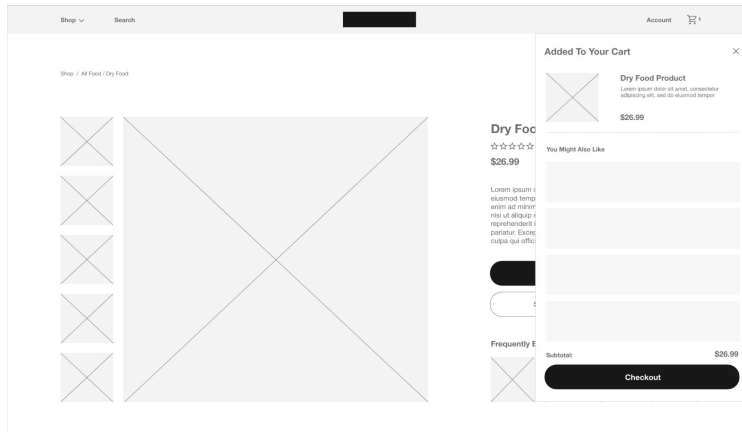 Shop
Search
Account
1
Shop / All Food / Dry Food
Dry Foo
$26.99
Lorem ipsum
eiusmod temp
enim ad minim
nisi ut aliquip
reprehenderit
pariatur. Excep
culpa qui offic
S
Frequently B
Added To Your Cart
Dry Food Product
Lorem ipsum dolor sit amet, consectetur
adipiscing elit, sed do eiusmod tempor
$26.99
You Might Also Like
Subtotal:
$26.99
Checkout